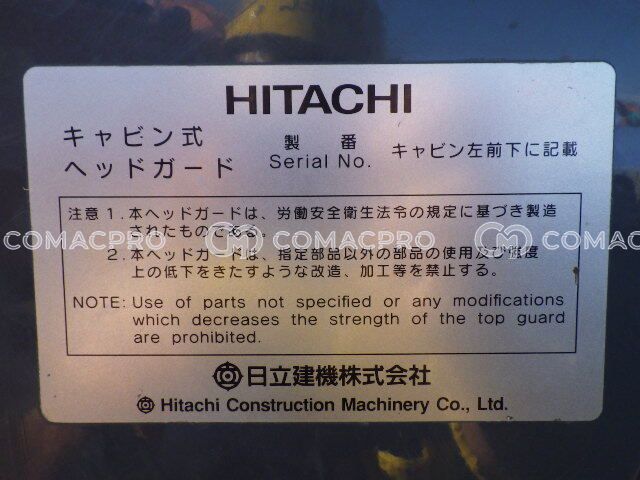 HITACHI
キャビン式
ヘッドガード
製 番
Serial No.
キャビン左前下に記載
注意 1. 本ヘッドガードは、労働安全衛生法令の規定に基づき製造
されたものである。
2. 本ヘッドガードは、指定部品以外の部品の使用及び強度
上の低下をきたすような改造、加工等を禁止する。
NOTE: Use of parts not specified or any modifications
which decreases the strength of the top guard
are prohibited.
日立建機株式会社
Hitachi Construction Machinery Co., Ltd.
COMACPRO COMACPRO COMACPRO